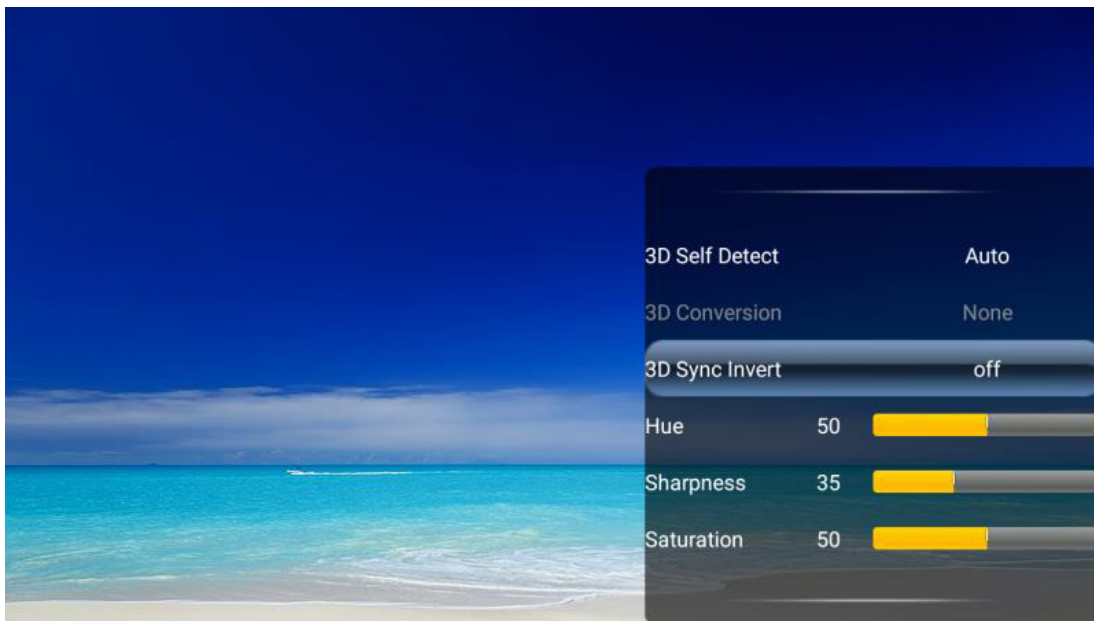 3D Self Detect Auto
3D Conversion None
3D Sync Invert off
Hue 50
Sharpness 35
Saturation 50